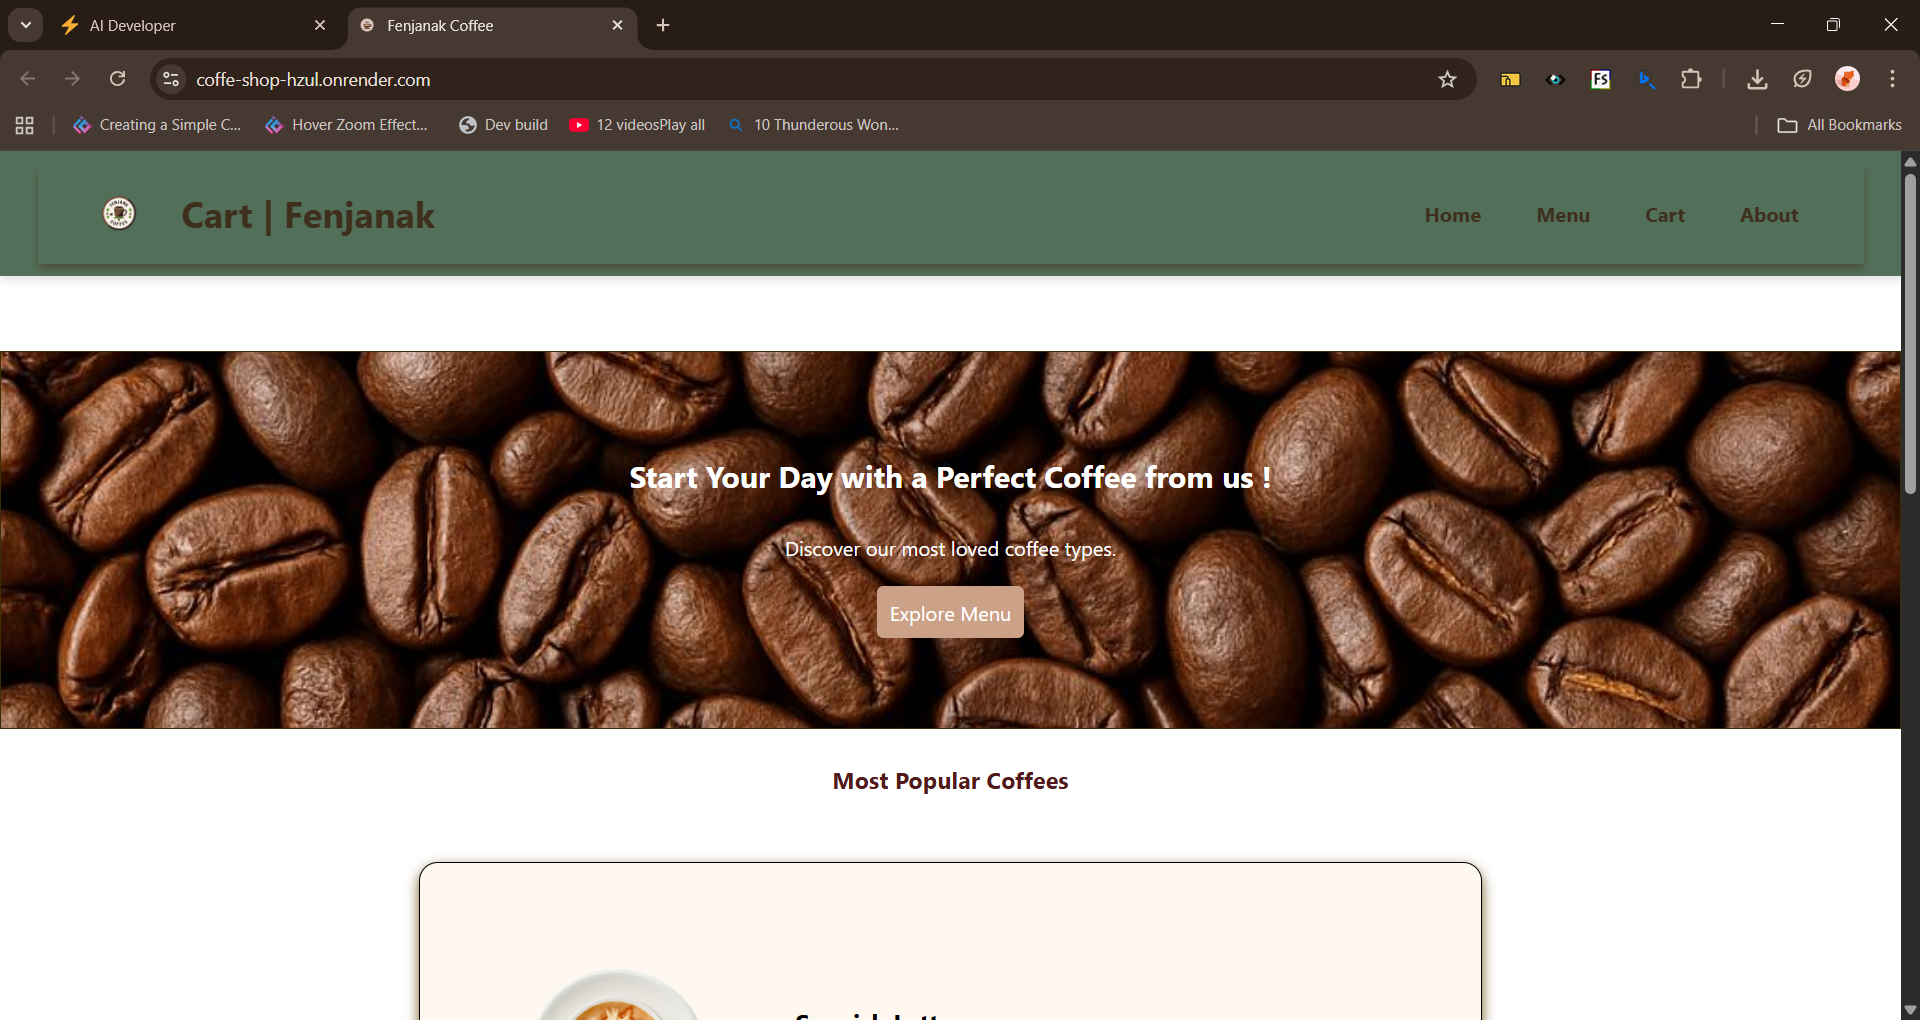 AI Developer
Fenjanak Coffee
coffe-shop-hzul.onrender.com
FS
Creating a Simple C...
Hover Zoom Effect...
Dev build
12 videosPlay all
10 Thunderous Won...
All Bookmarks
Cart | Fenjanak
Home
Menu
Cart
About
Start Your Day with a Perfect Coffee from us !
Discover our most loved coffee types.
Explore Menu
Most Popular Coffees